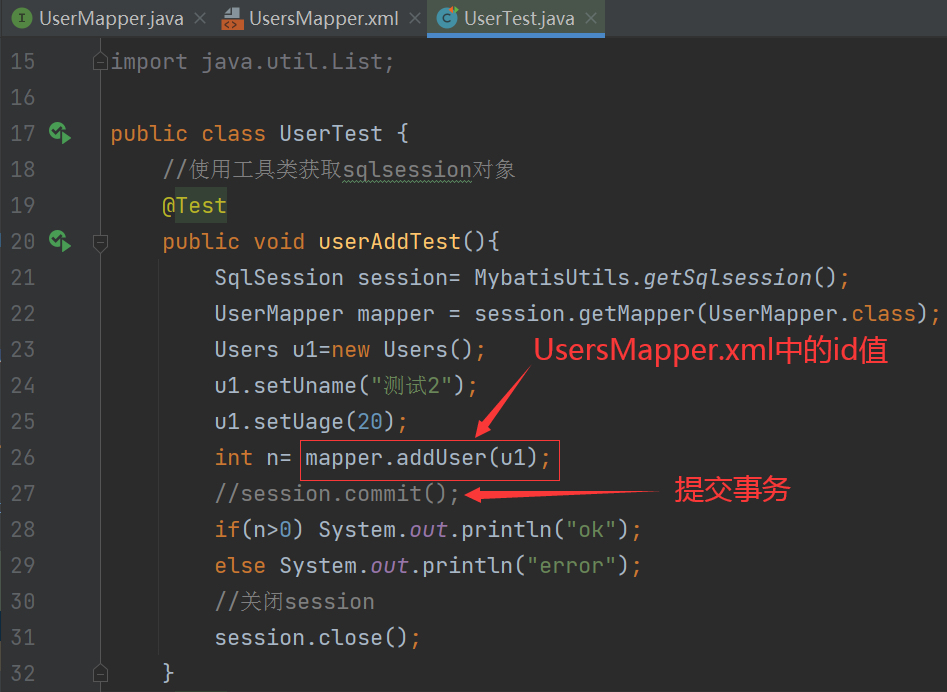 UserMapper.java UsersMapper.xml UserTest.java
15 import java.util.List;
16
17 public class UserTest {
18 //使用工具类获取sqlsession对象
19 @Test
20 public void userAddTest(){
21 SqlSession session= MybatisUtils.getSqlsession();
22 UserMapper mapper = session.getMapper(UserMapper.class);
23 Users u1=new Users(); UsersMapper.xml中的id值
24 u1.setUname("测试2");
25 u1.setUage(20);
26 int n= mapper.addUser(u1);
27 //session.commit(); 提交事务
28 if(n>0) System.out.println("ok");
29 else System.out.println("error");
30 //关闭session
31 session.close();
32 }